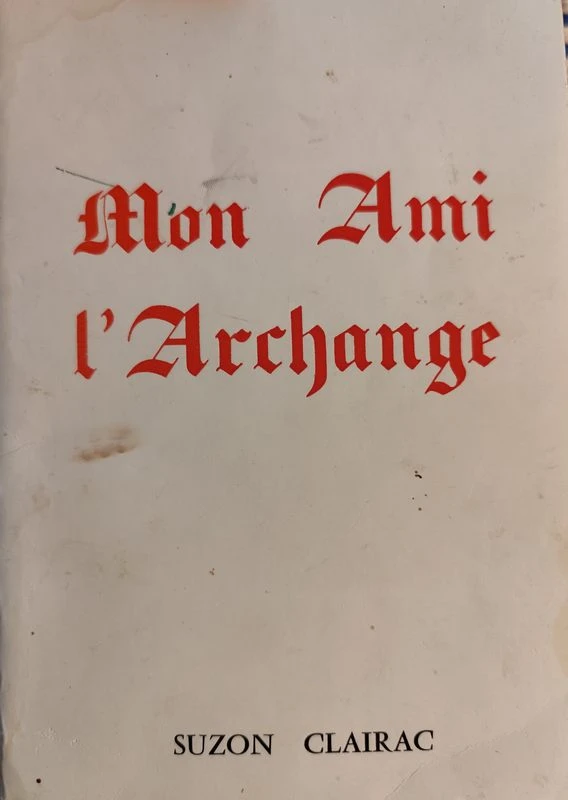 Mon Ami
l'Archange
SUZON CLAIRAC